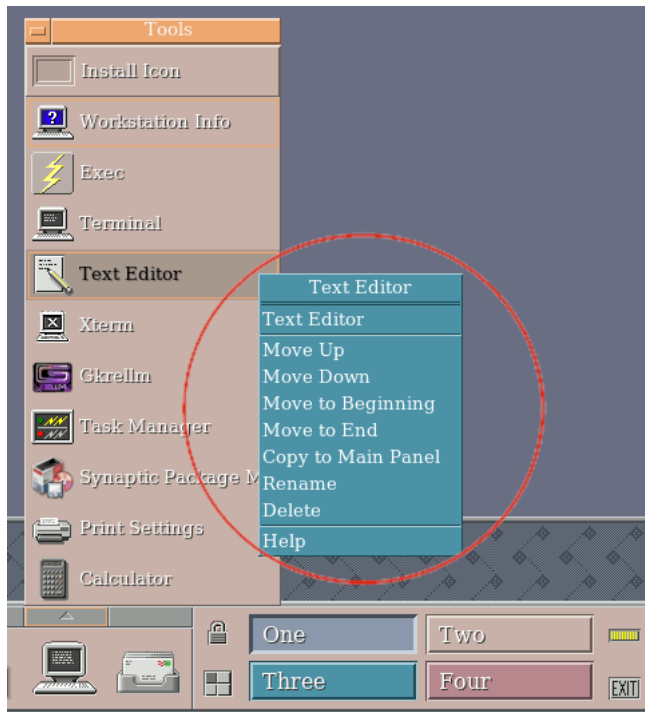 Tools
Install Icon
Workstation Info
Exec
Terminal
Text Editor
Xterm
Gkrellm
Task Manager
Synaptic Package M
Print Settings
Calculator
Text Editor
Text Editor
Move Up
Move Down
Move to Beginning
Move to End
Copy to Main Panel
Rename
Delete
Help
One
Two
Three
Four
EXIT